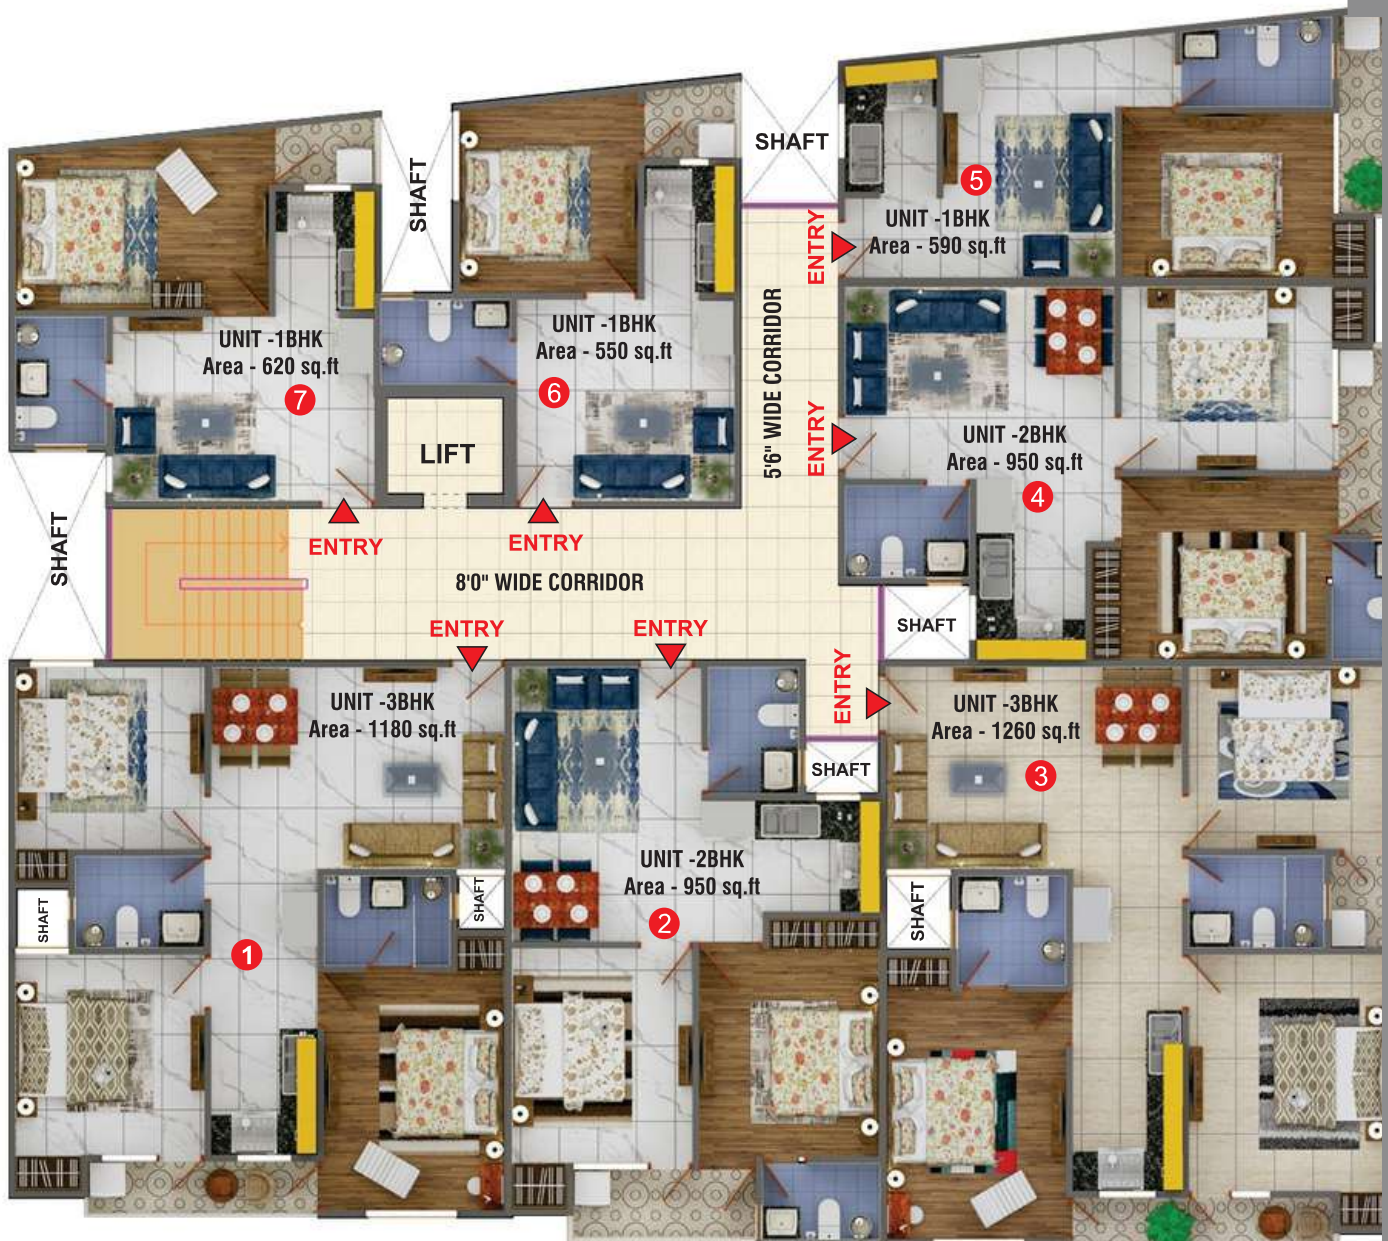 SHAFT
SHAFT
5
UNIT -1BHK
Area - 590 sq.ft
ENTRY
UNIT -1BHK
Area - 620 sq.ft
7
UNIT -1BHK
Area - 550 sq.ft
6
5'6" WIDE CORRIDOR
ENTRY
UNIT -2BHK
Area - 950 sq.ft
4
LIFT
SHAFT
ENTRY
ENTRY
8'0" WIDE CORRIDOR
ENTRY
ENTRY
SHAFT
ENTRY
UNIT -3BHK
Area - 1180 sq.ft
UNIT -3BHK
Area - 1260 sq.ft
3
SHAFT
UNIT -2BHK
Area - 950 sq.ft
2
SHAFT
SHAFT
SHAFT
1